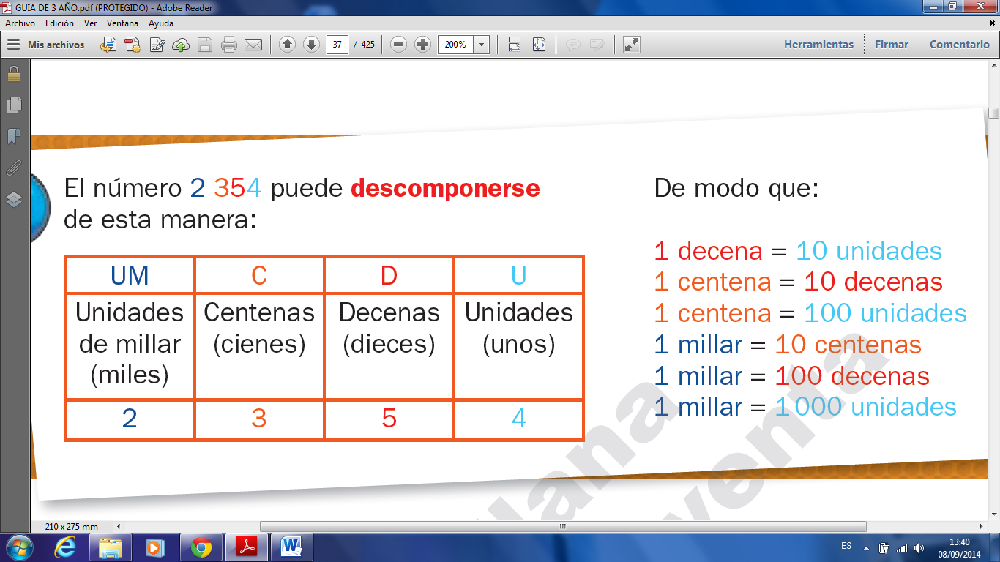 GUIA DE 3 AÑO.pdf (PROTEGIDO) - Adobe Reader
Archivo Edición Ver Ventana Ayuda
Mis archivos 37 / 425 200% Herramientas Firmar Comentario
El número 2 354 puede descomponerse
de esta manera:
UM C D U
Unidades de millar (miles) Centenas (cienes) Decenas (dieces) Unidades (unos)
2 3 5 4
De modo que:
1 decena = 10 unidades
1 centena = 10 decenas
1 centena = 100 unidades
1 millar = 10 centenas
1 millar = 100 decenas
1 millar = 1 000 unidades
venta
210 x 275 mm
ES 13:40
08/09/2014